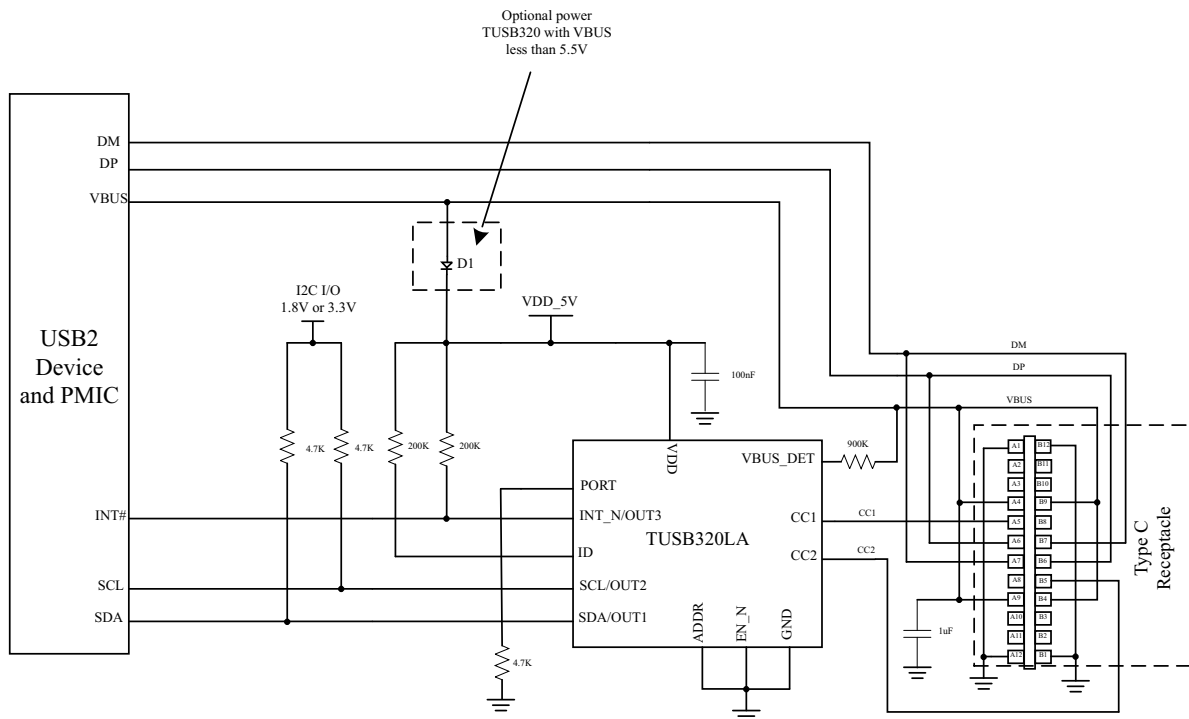 Optional power
TUSB320 with VBUS
less than 5.5V
DM
DP
VBUS
D1
I2C I/O
1.8V or 3.3V
VDD_5V
USB2
Device
and PMIC
100nF
DM
DP
VBUS
4.7K
4.7K
200K
200K
900K
VDD
VBUS_DET
PORT
INT#
INT_N/OUT3
TUSB320LA
CC1
CC1
ID
CC2
CC2
SCL
SCL/OUT2
SDA
SDA/OUT1
ADDR
EN_N
GND
4.7K
1uF
A1 B12
A2 B11
A3 B10
A4 B9
A5 B8
A6 B7
A7 B6
A8 B5
A9 B4
A10 B3
A11 B2
A12 B1
Type C
Receptacle